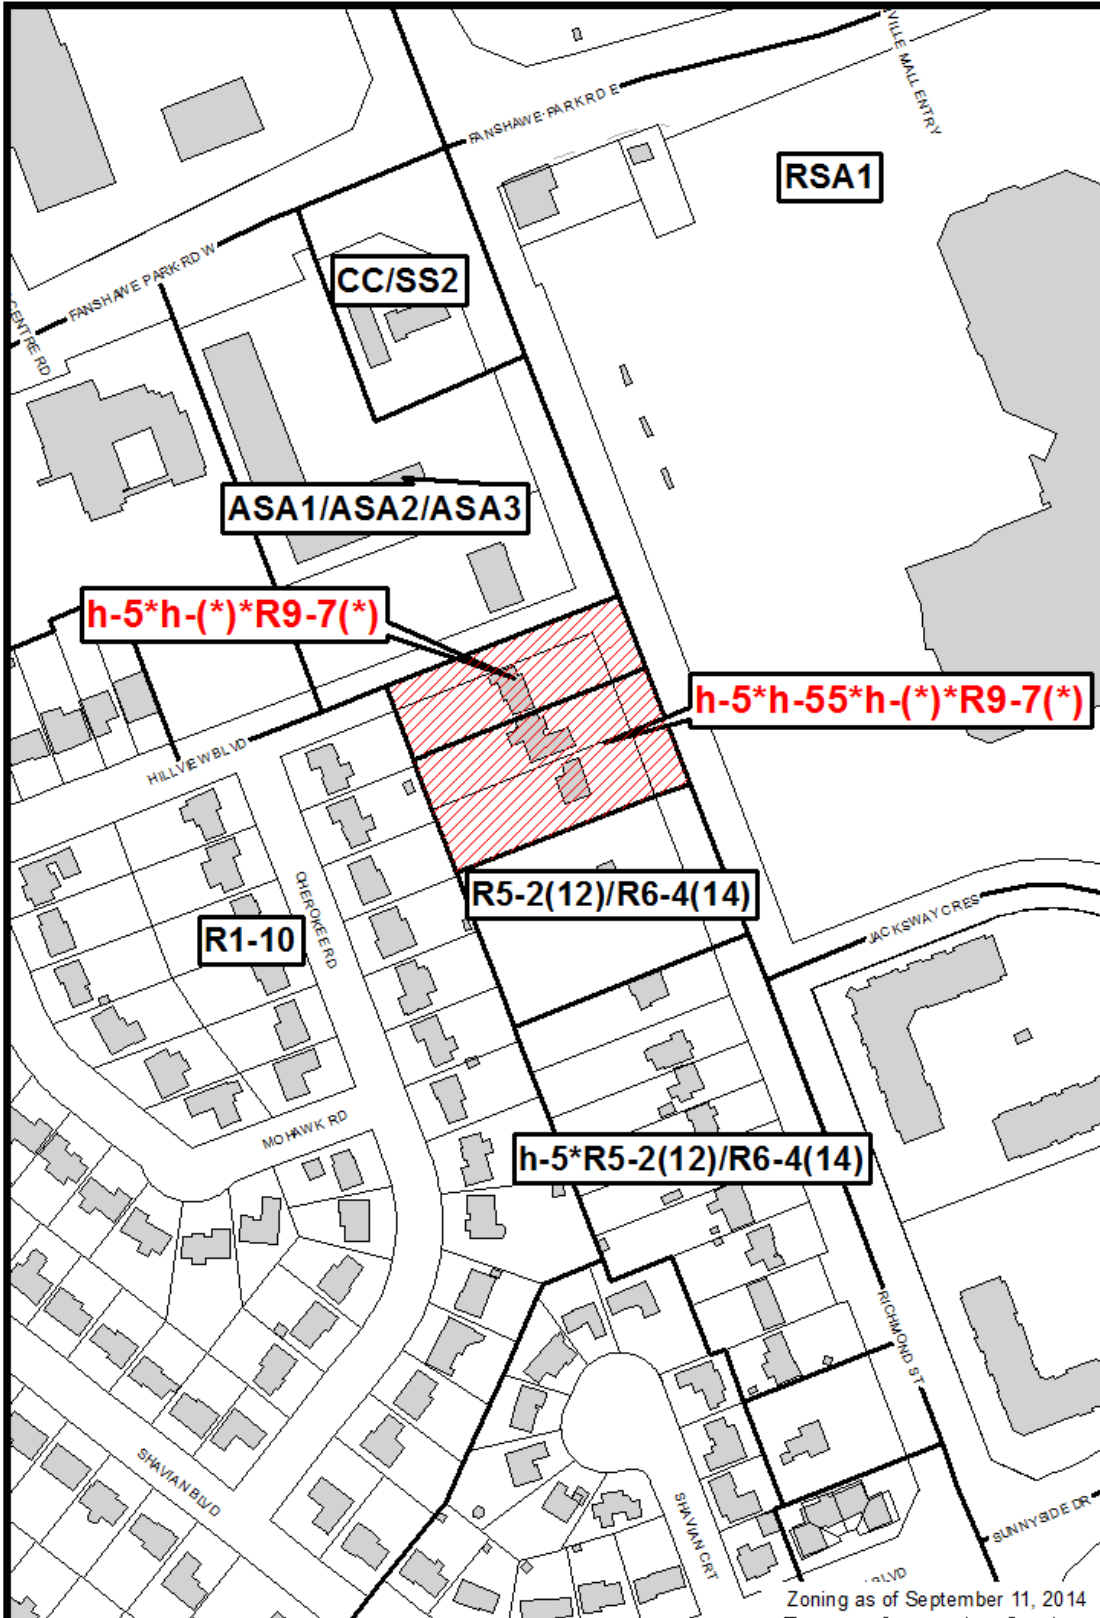 VILLE MALL ENTRY
FANSHAWE PARK RD E
RSA1
FANSHAWE PARK RD W
CC/SS2
CENTRE RD
ASA1/ASA2/ASA3
h-5*h-(*)*R9-7(*)
h-5*h-55*h-(*)*R9-7(*)
HILLVIEW BLVD
CHEROKEE RD
R5-2(12)/R6-4(14)
R1-10
JACKSWAY CRES
MOHAWK RD
h-5*R5-2(12)/R6-4(14)
RICHMOND ST
SHAVIAN BLVD
SHAVIAN CRT
SUNNYSIDE DR
BLVD
Zoning as of September 11, 2014